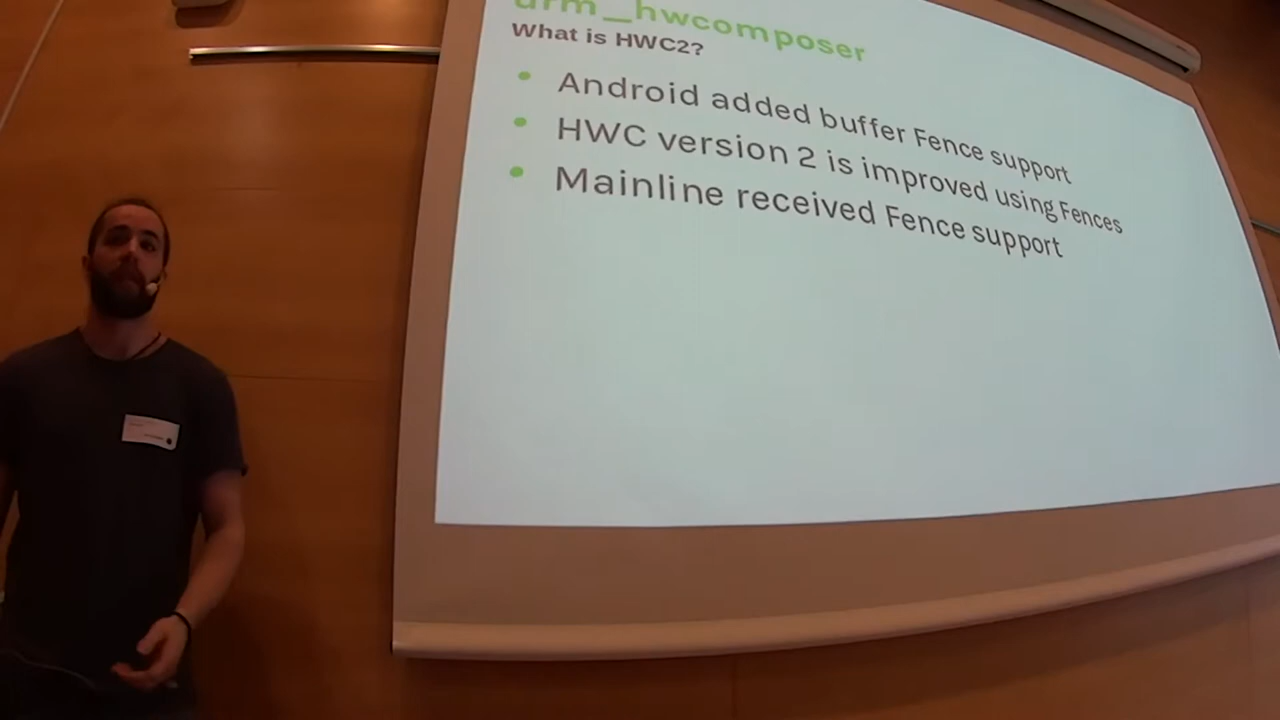 drm_hwcomposer
What is HWC2?
Android added buffer Fence support
HWC version 2 is improved using Fences
Mainline received Fence support